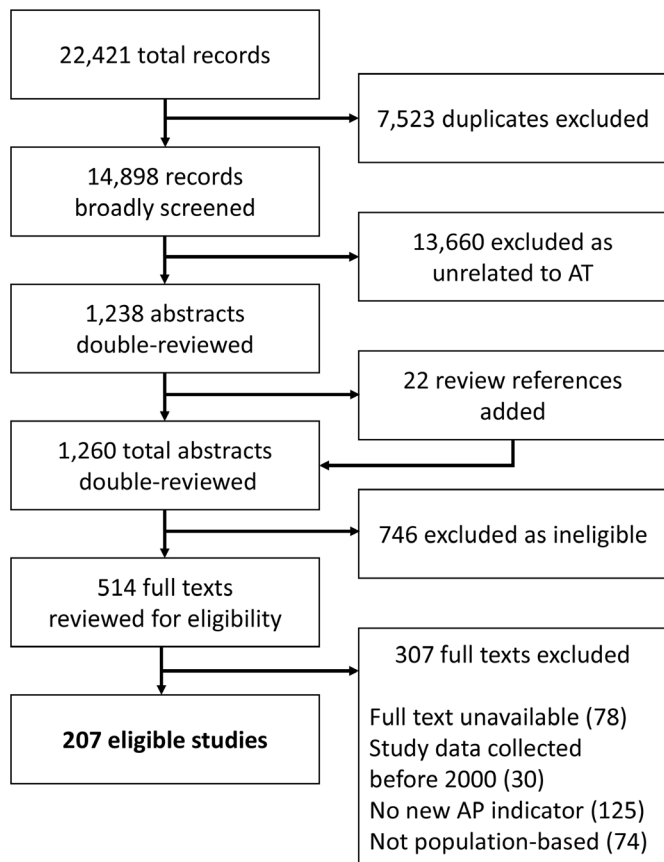 22,421 total records
7,523 duplicates excluded
14,898 records
broadly screened
13,660 excluded as
unrelated to AT
1,238 abstracts
double-reviewed
22 review references
added
1,260 total abstracts
double-reviewed
746 excluded as ineligible
514 full texts
reviewed for eligibility
307 full texts excluded
Full text unavailable (78)
Study data collected
before 2000 (30)
No new AP indicator (125)
Not population-based (74)
207 eligible studies